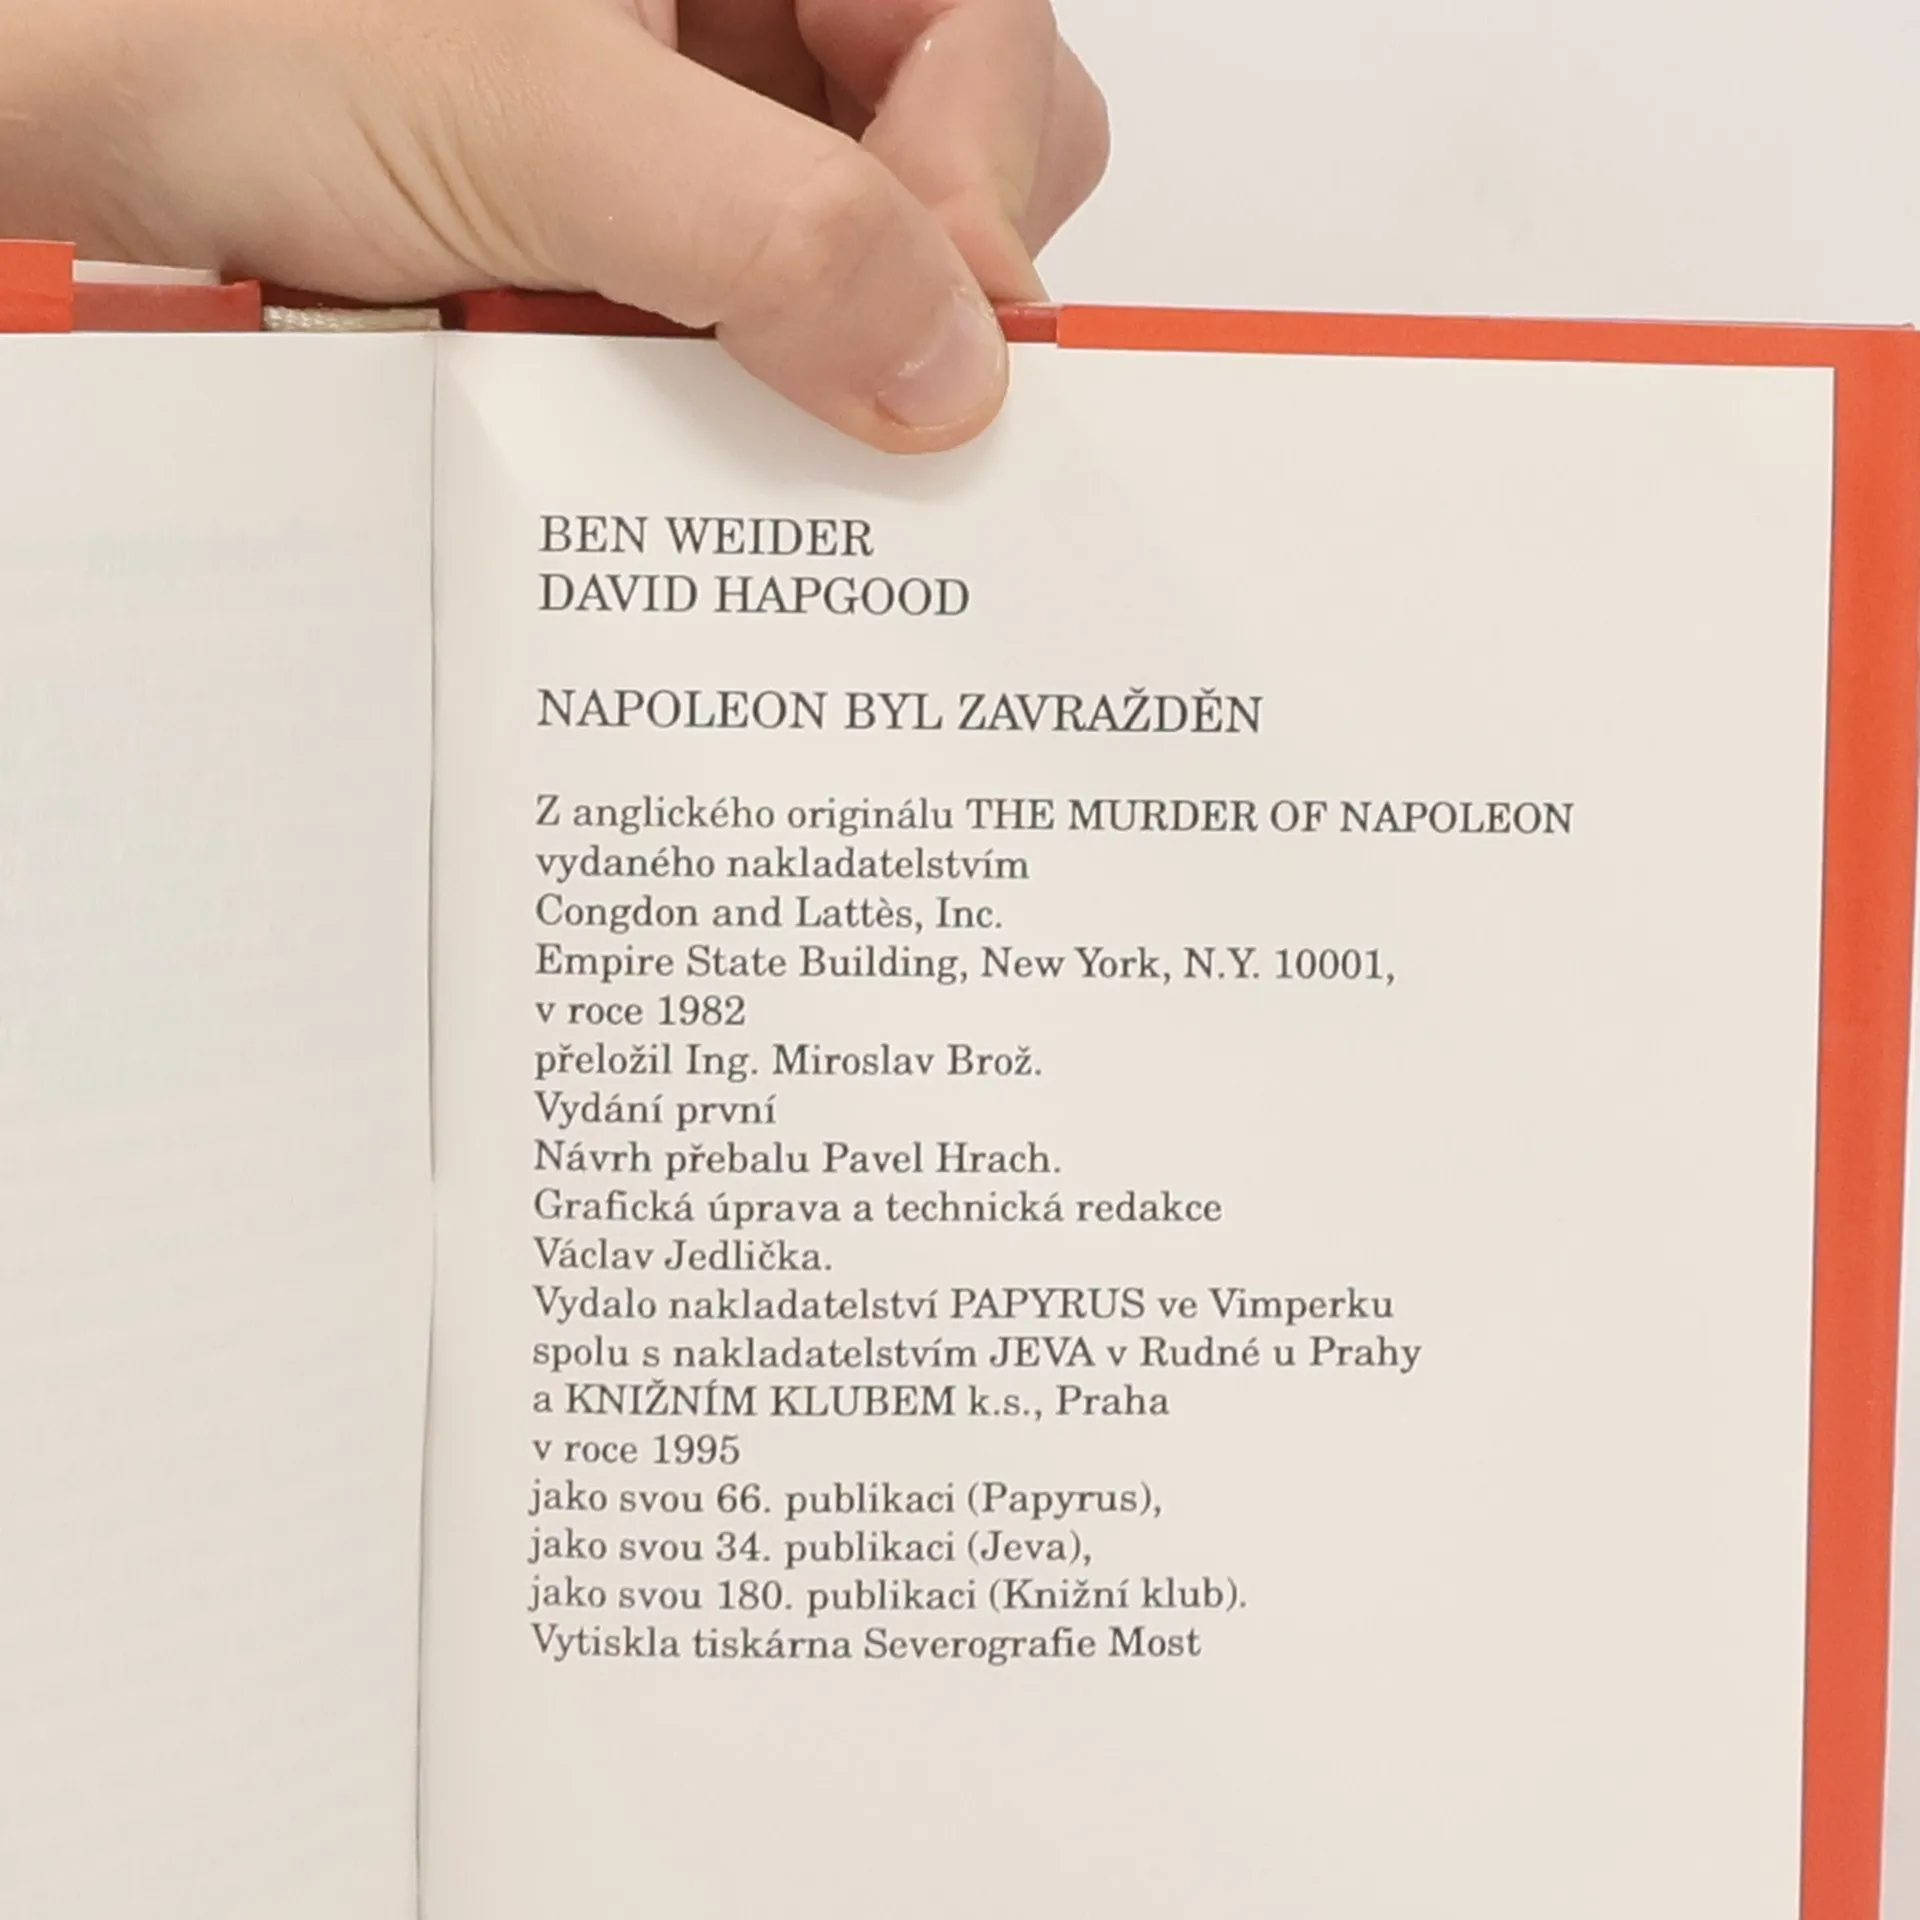 BEN WEIDER
DAVID HAPGOOD
NAPOLEON BYL ZAVRAŽDĚN
Z anglického originálu THE MURDER OF NAPOLEON
vydaného nakladatelstvím
Congdon and Lattès, Inc.
Empire State Building, New York, N.Y. 10001,
v roce 1982
přeložil Ing. Miroslav Brož.
Vydání první
Návrh přebalu Pavel Hrach.
Grafická úprava a technická redakce
Václav Jedlička.
Vydalo nakladatelství PAPYRUS ve Vimperku
spolu s nakladatelstvím JEVA v Rudné u Prahy
a KNIŽNÍM KLUBEM k.s., Praha
v roce 1995
jako svou 66. publikaci (Papyrus),
jako svou 34. publikaci (Jeva),
jako svou 180. publikaci (Knižní klub).
Vytiskla tiskárna Severografie Most